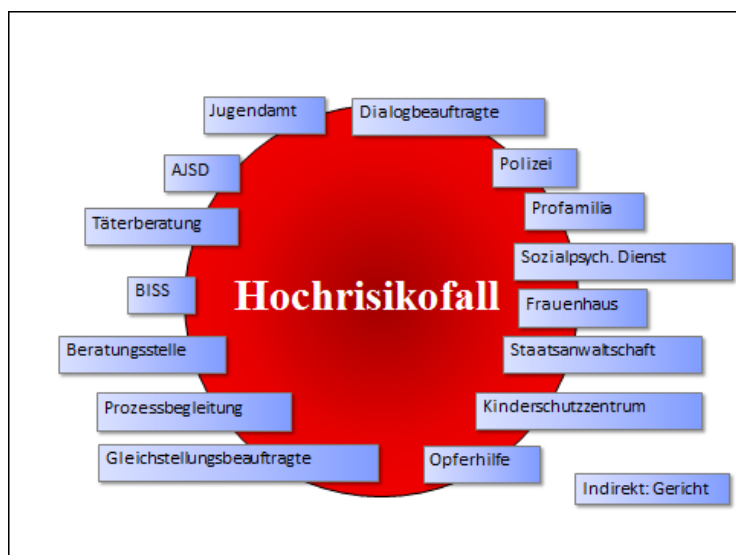 Jugendamt
Dialogbeauftragte
AJSD
Polizei
Täterberatung
Profamilia
Sozialpsych. Dienst
BISS
Hochrisikofall
Frauenhaus
Beratungsstelle
Staatsanwaltschaft
Prozessbegleitung
Kinderschutzzentrum
Gleichstellungsbeauftragte
Opferhilfe
Indirekt: Gericht